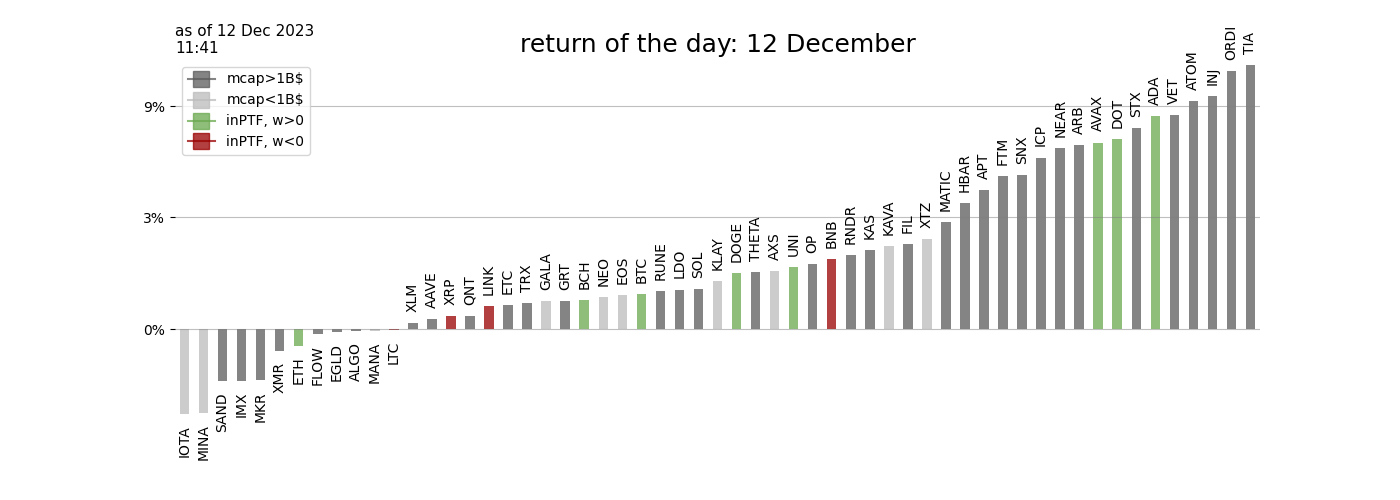 as of 12 Dec 2023
11:41
return of the day: 12 December
mcap>1B$
mcap<1B$
inPTF, w>0
inPTF, w<0
9%
3%
0%
IOTA
MINA
SAND
IMX
MKR
XMR
ETH
FLOW
EGLD
ALGO
MANA
LTC
XLM
AAVE
XRP
QNT
LINK
ETC
TRX
GALA
GRT
BCH
NEO
EOS
BTC
RUNE
LDO
SOL
KLAY
DOGE
THETA
AXS
UNI
OP
BNB
RNDR
KAS
KAVA
FIL
XTZ
MATIC
HBAR
APT
FTM
SNX
ICP
NEAR
ARB
AVAX
DOT
STX
ADA
VET
ATOM
INJ
ORDI
TIA